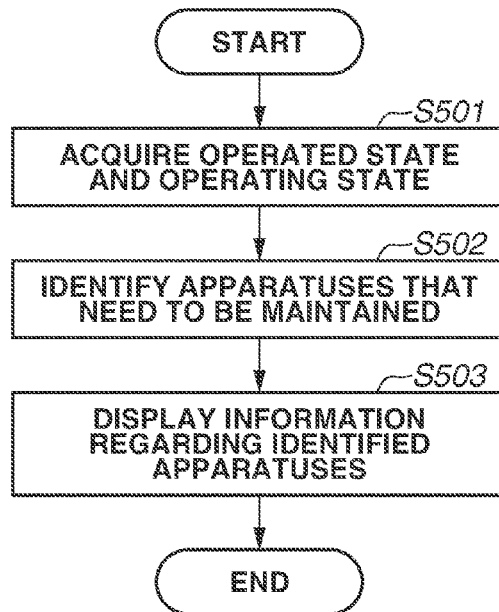 START
S501
ACQUIRE OPERATED STATE
AND OPERATING STATE
S502
IDENTIFY APPARATUSES THAT
NEED TO BE MAINTAINED
S503
DISPLAY INFORMATION
REGARDING IDENTIFIED
APPARATUSES
END